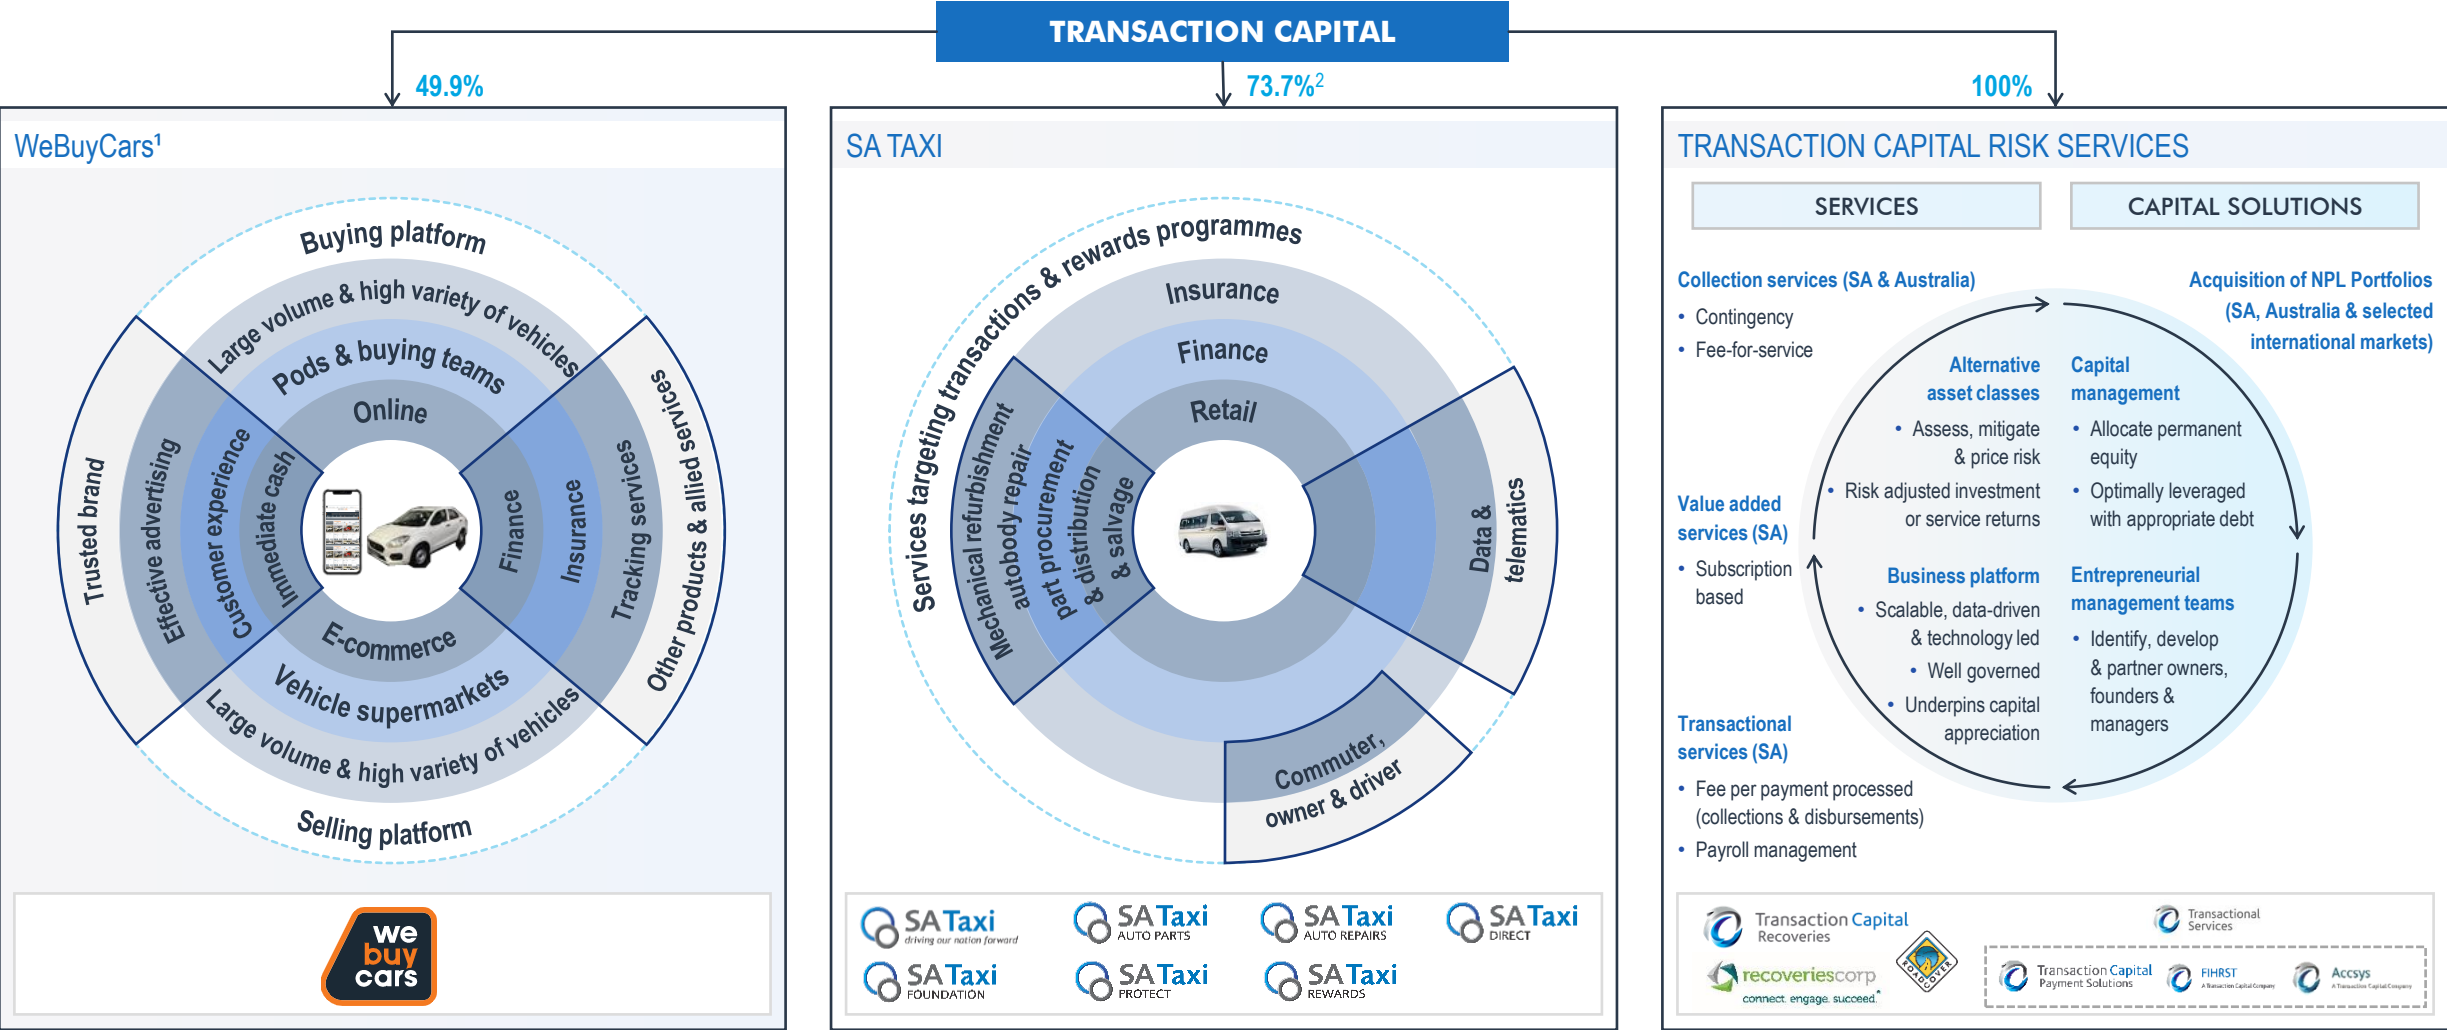 TRANSACTION CAPITAL
49.9%
73.7%²
100%
WeBuyCars¹
Buying platform
Large volume & high variety of vehicles
Pods & buying teams
Online
Trusted brand
Effective advertising
Customer experience
Immediate cash
Finance
Insurance
Tracking services
Other products & allied services
E-commerce
Vehicle supermarkets
Large volume & high variety of vehicles
Selling platform
we
buy
cars
SA TAXI
Services targeting transactions & rewards programmes
Insurance
Finance
Retail
Mechanical refurbishment
autobody repair
part procurement
& distribution
& salvage
Data &
telematics
Commuter,
owner & driver
SA Taxi
driving our nation forward
SA Taxi
AUTO PARTS
SA Taxi
AUTO REPAIRS
SA Taxi
DIRECT
SA Taxi
FOUNDATION
SA Taxi
PROTECT
SA Taxi
REWARDS
TRANSACTION CAPITAL RISK SERVICES
SERVICES
CAPITAL SOLUTIONS
Collection services (SA & Australia)
• Contingency
• Fee-for-service
Value added
services (SA)
• Subscription
based
Transactional
services (SA)
• Fee per payment processed
(collections & disbursements)
• Payroll management
Acquisition of NPL Portfolios
(SA, Australia & selected
international markets)
Alternative
asset classes
• Assess, mitigate
& price risk
• Risk adjusted investment
or service returns
Capital
management
• Allocate permanent
equity
• Optimally leveraged
with appropriate debt
Business platform
• Scalable, data-driven
& technology led
• Well governed
• Underpins capital
appreciation
Entrepreneurial
management teams
• Identify, develop
& partner owners,
founders &
managers
Transaction Capital
Recoveries
recoveriescorp
connect. engage. succeed.
ROADCOVER
Transactional
Services
Transaction Capital
Payment Solutions
FIHRST
A Transaction Capital Company
Accsys
A Transaction Capital Company